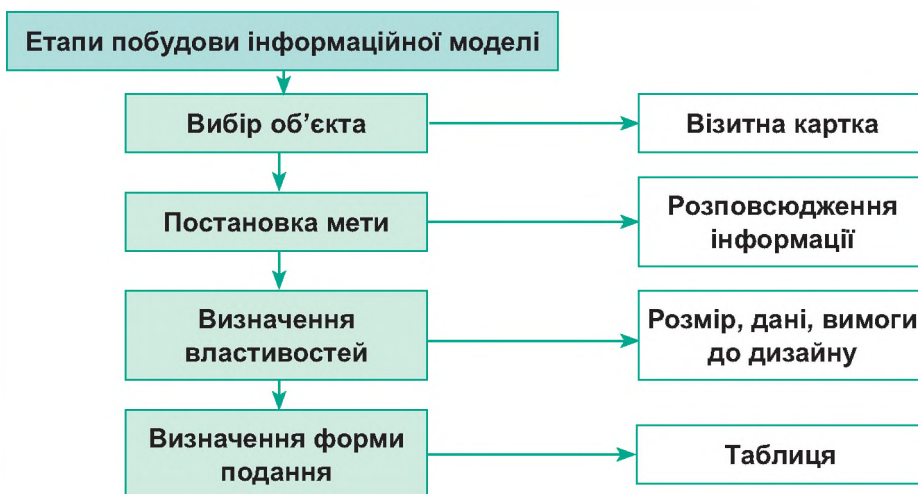 Етапи побудови інформаційної моделі
Вибір об’єкта
Візитна картка
Постановка мети
Розповсюдження
інформації
Визначення
властивостей
Розмір, дані, вимоги
до дизайну
Визначення форми
подання
Таблиця